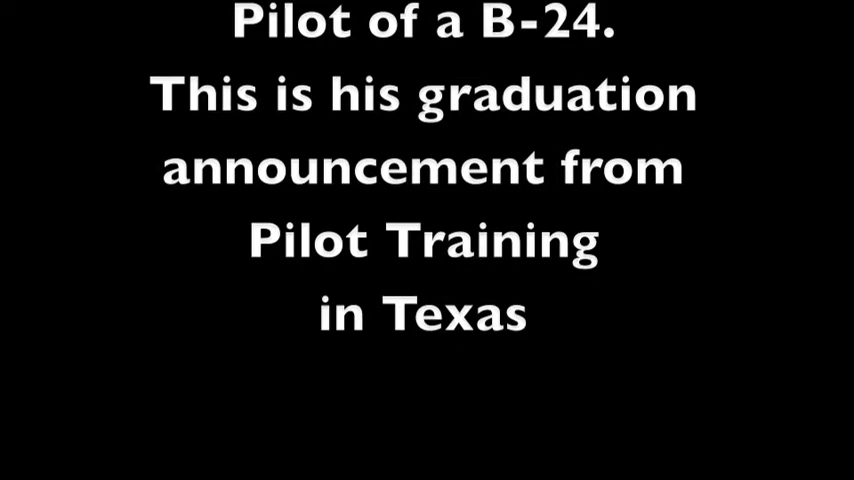 Pilot of a B-24.
This is his graduation
announcement from
Pilot Training
in Texas